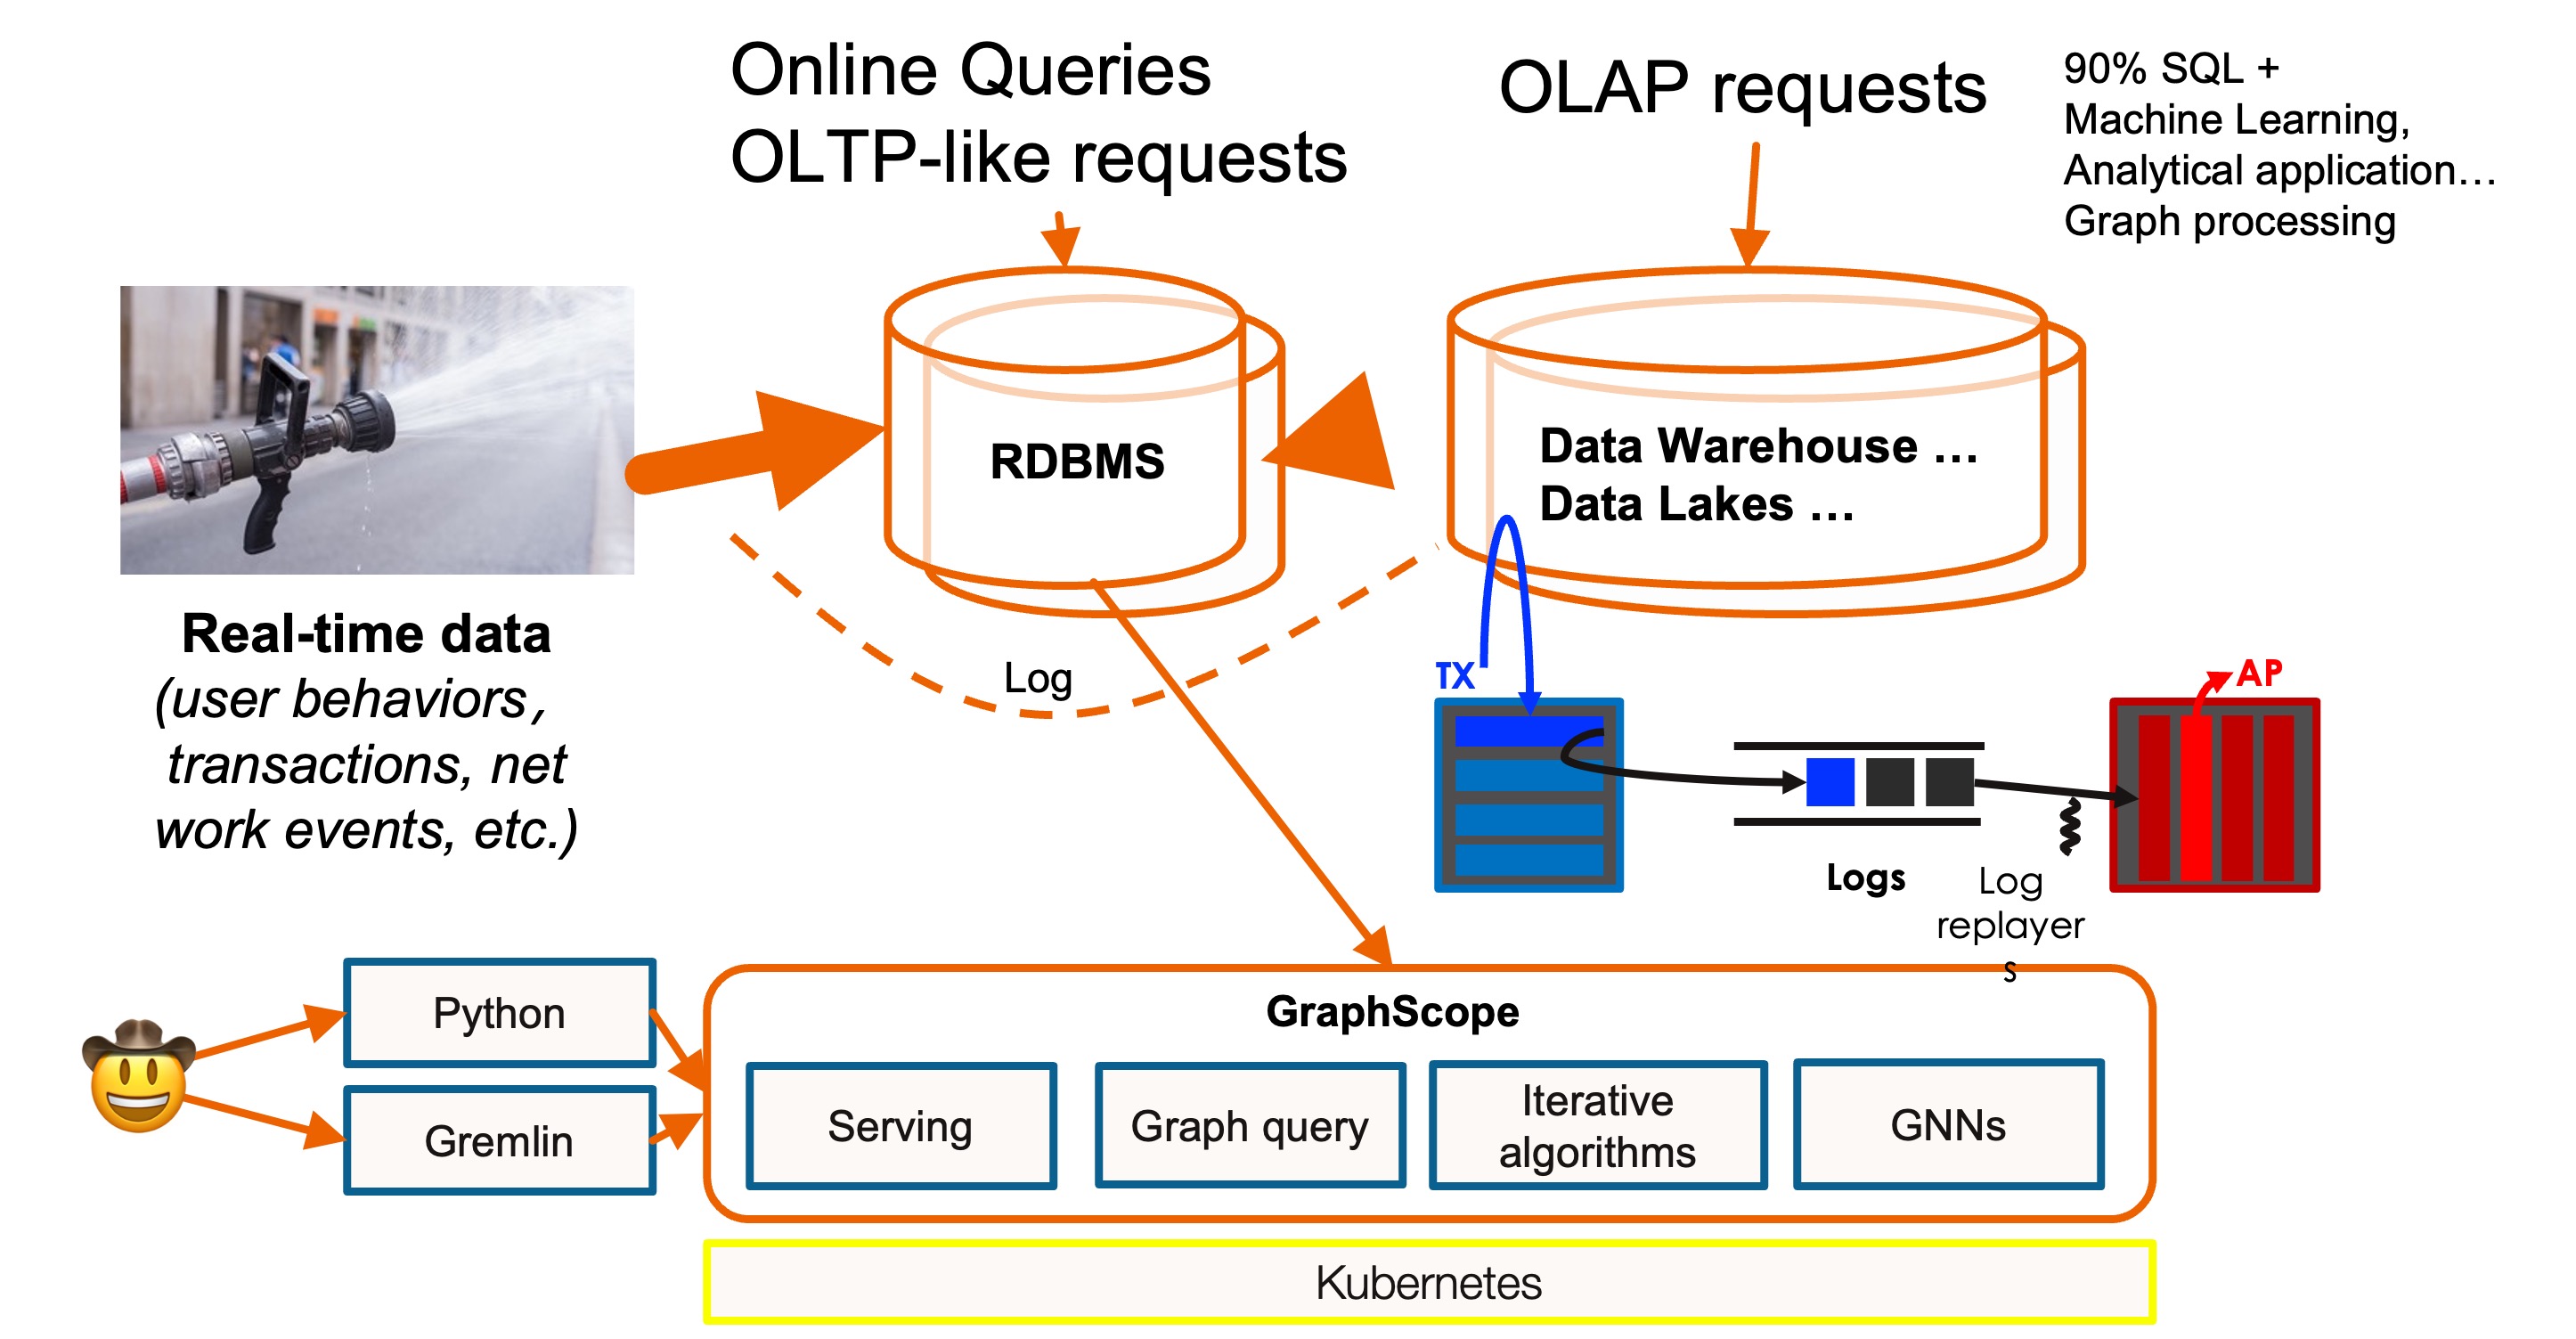 Online Queries
OLTP-like requests
OLAP requests
90% SQL +
Machine Learning,
Analytical application…
Graph processing
RDBMS
Data Warehouse …
Data Lakes …
Real-time data
(user behaviors,
transactions, net
work events, etc.)
Log
TX
AP
Logs
Log
replayer
s
Python
Gremlin
GraphScope
Serving
Graph query
Iterative
algorithms
GNNs
Kubernetes